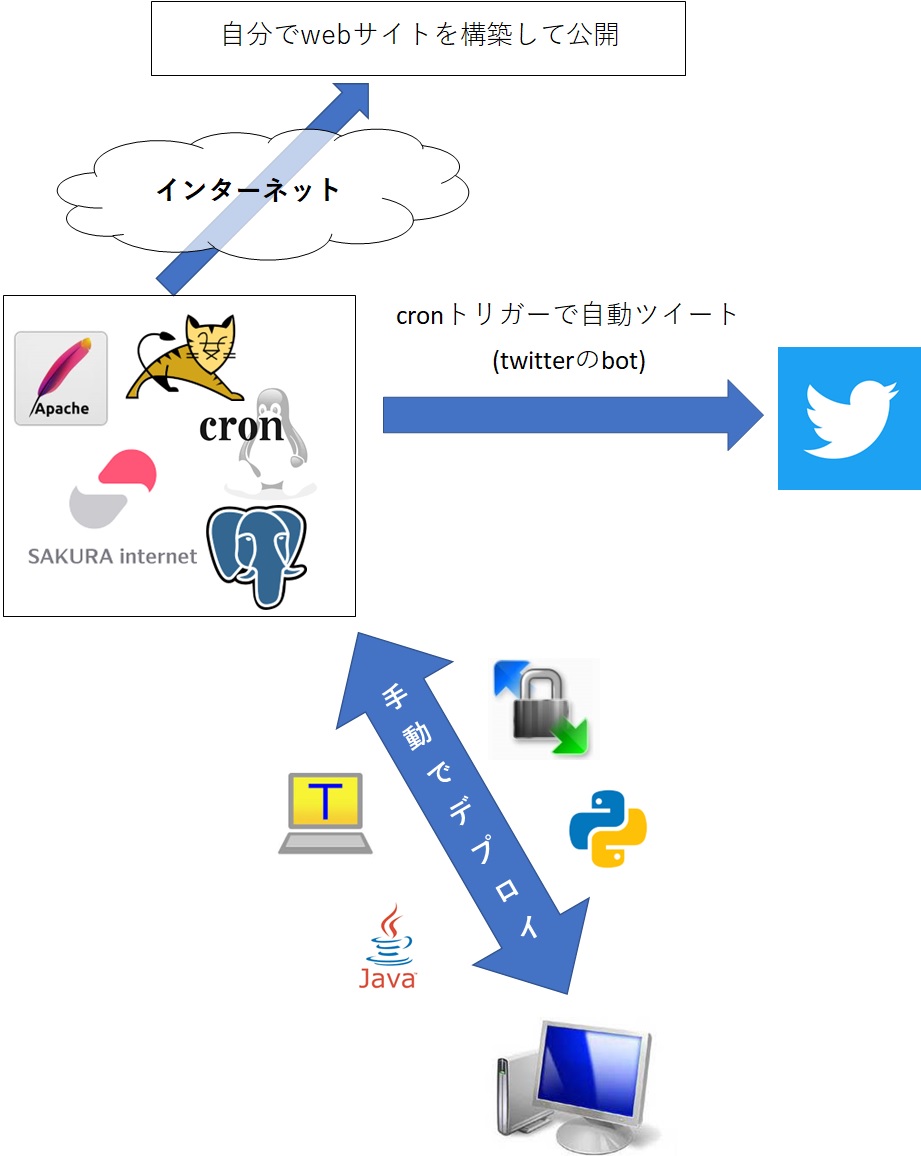 自分でwebサイトを構築して公開
インターネット
cronトリガーで自動ツイート
(twitterのbot)
Apache
cron
SAKURA internet
手動でデプロイ
T
Java